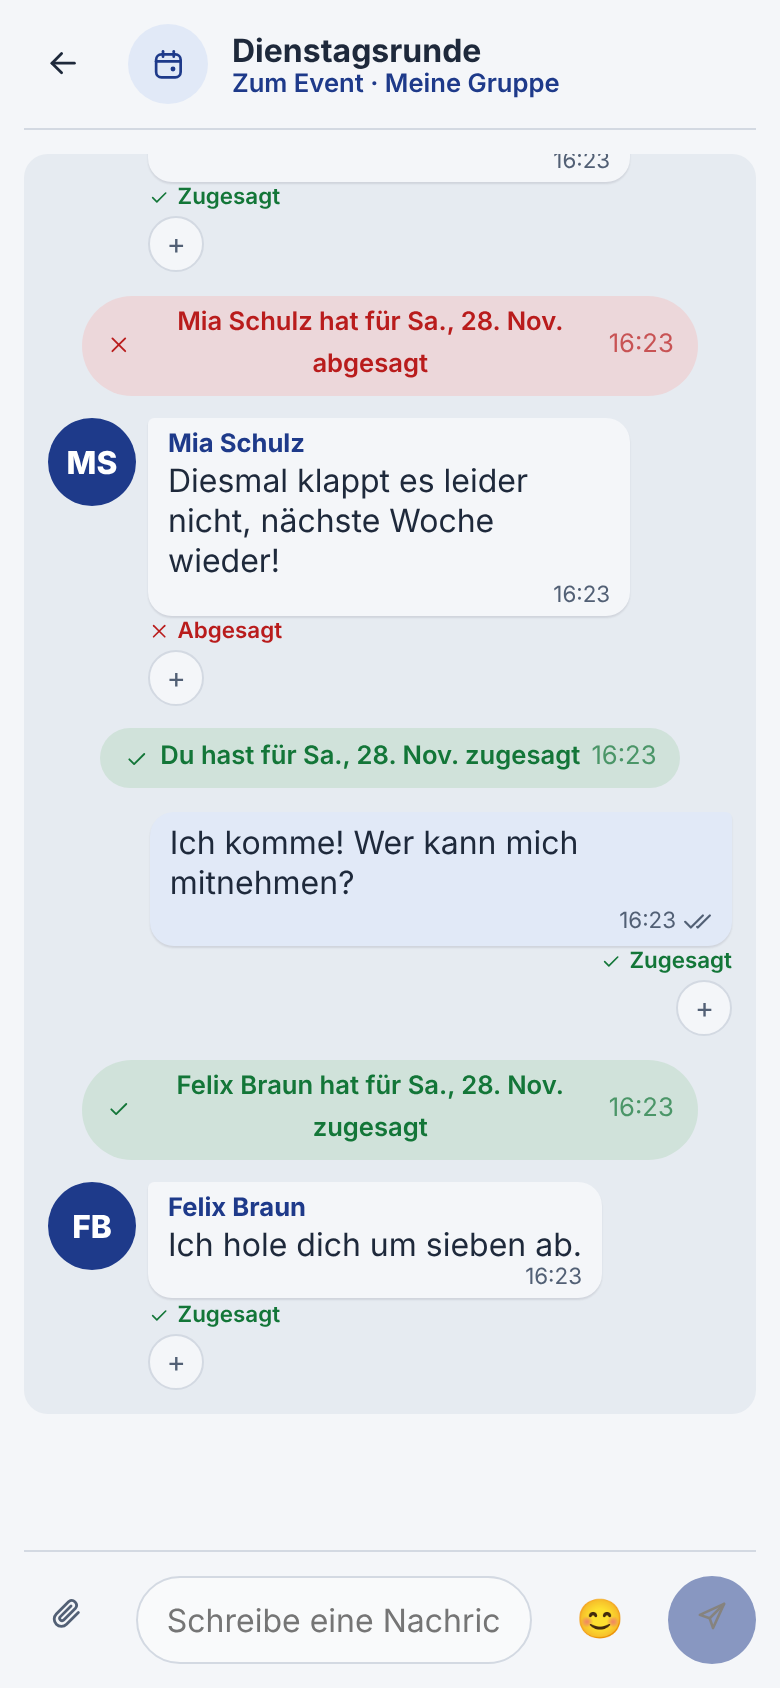 Dienstagsrunde
Zum Event · Meine Gruppe
16:23
Zugesagt
+
Mia Schulz hat für Sa., 28. Nov.
abgesagt
16:23
MS
Mia Schulz
Diesmal klappt es leider
nicht, nächste Woche
wieder!
16:23
Abgesagt
+
Du hast für Sa., 28. Nov. zugesagt 16:23
Ich komme! Wer kann mich
mitnehmen?
16:23
Zugesagt
+
Felix Braun hat für Sa., 28. Nov.
zugesagt
16:23
FB
Felix Braun
Ich hole dich um sieben ab.
16:23
Zugesagt
+
Schreibe eine Nachric